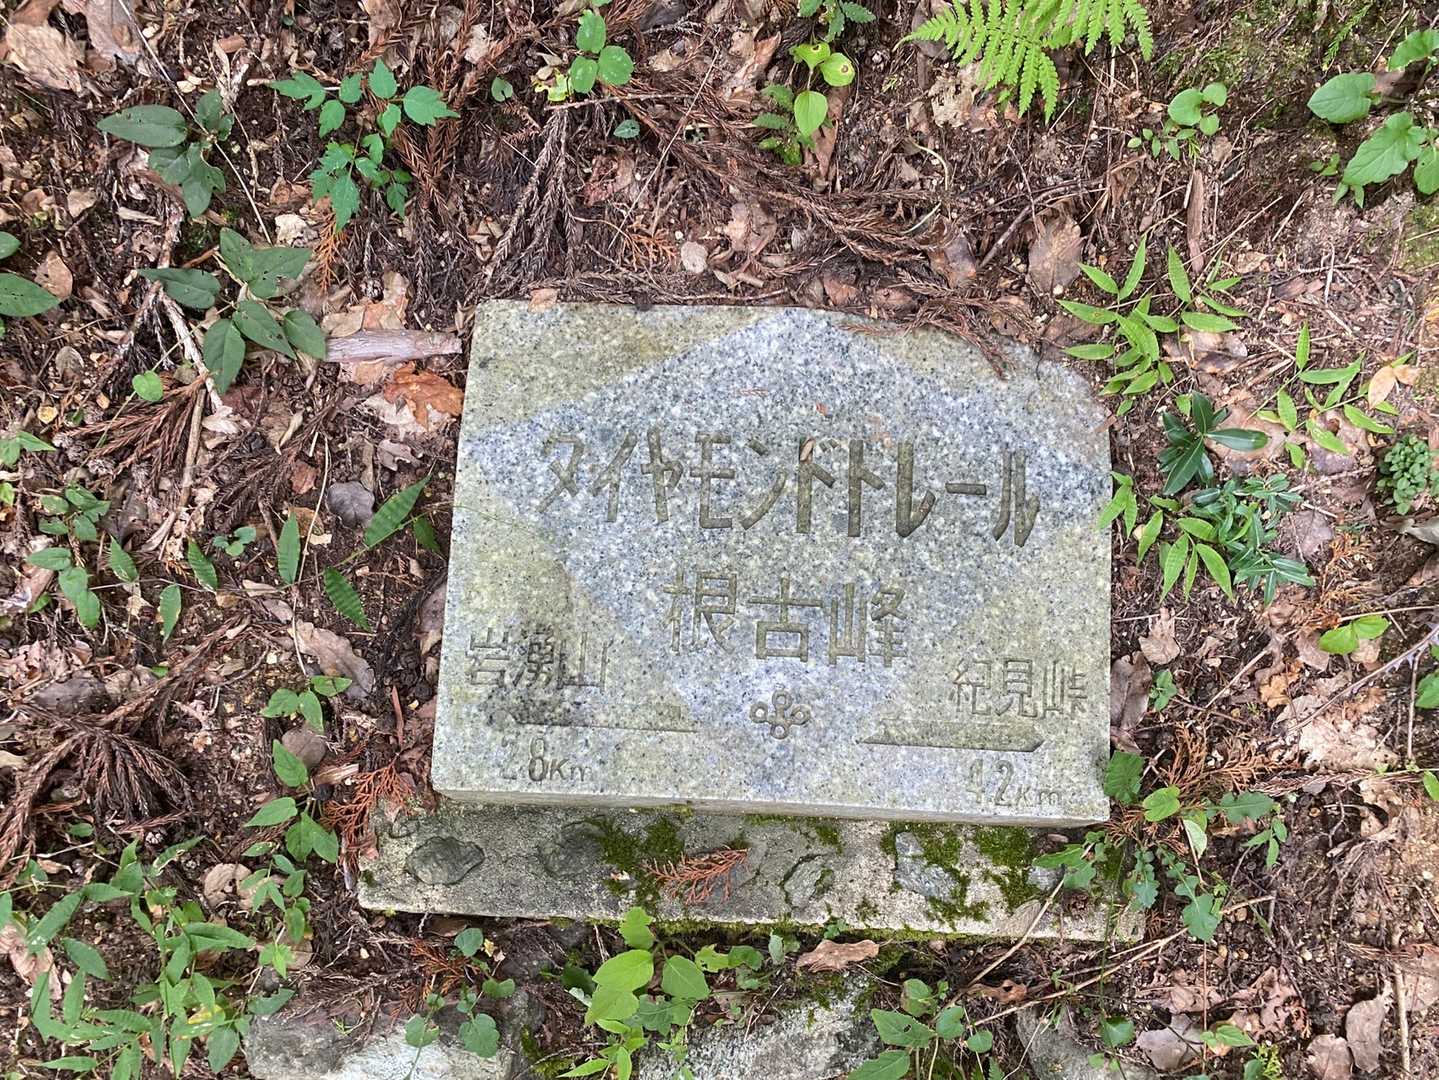 ダイヤモンドトレール
根古峰
岩湧山
2.8Km
紀見峠
4.2Km